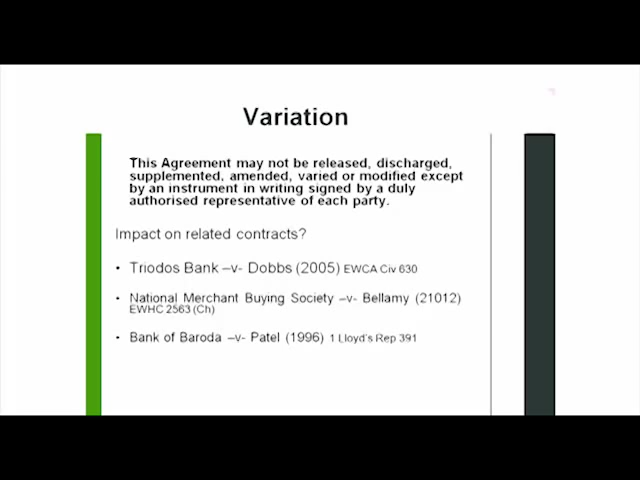 Variation
This Agreement may not be released, discharged,
supplemented, amended, varied or modified except
by an instrument in writing signed by a duly
authorised representative of each party.
Impact on related contracts?
• Triodos Bank –v- Dobbs (2005) EWCA Civ 630
• National Merchant Buying Society –v- Bellamy (21012)
EWHC 2563 (Ch)
• Bank of Baroda –v- Patel (1996) 1 Lloyd's Rep 391